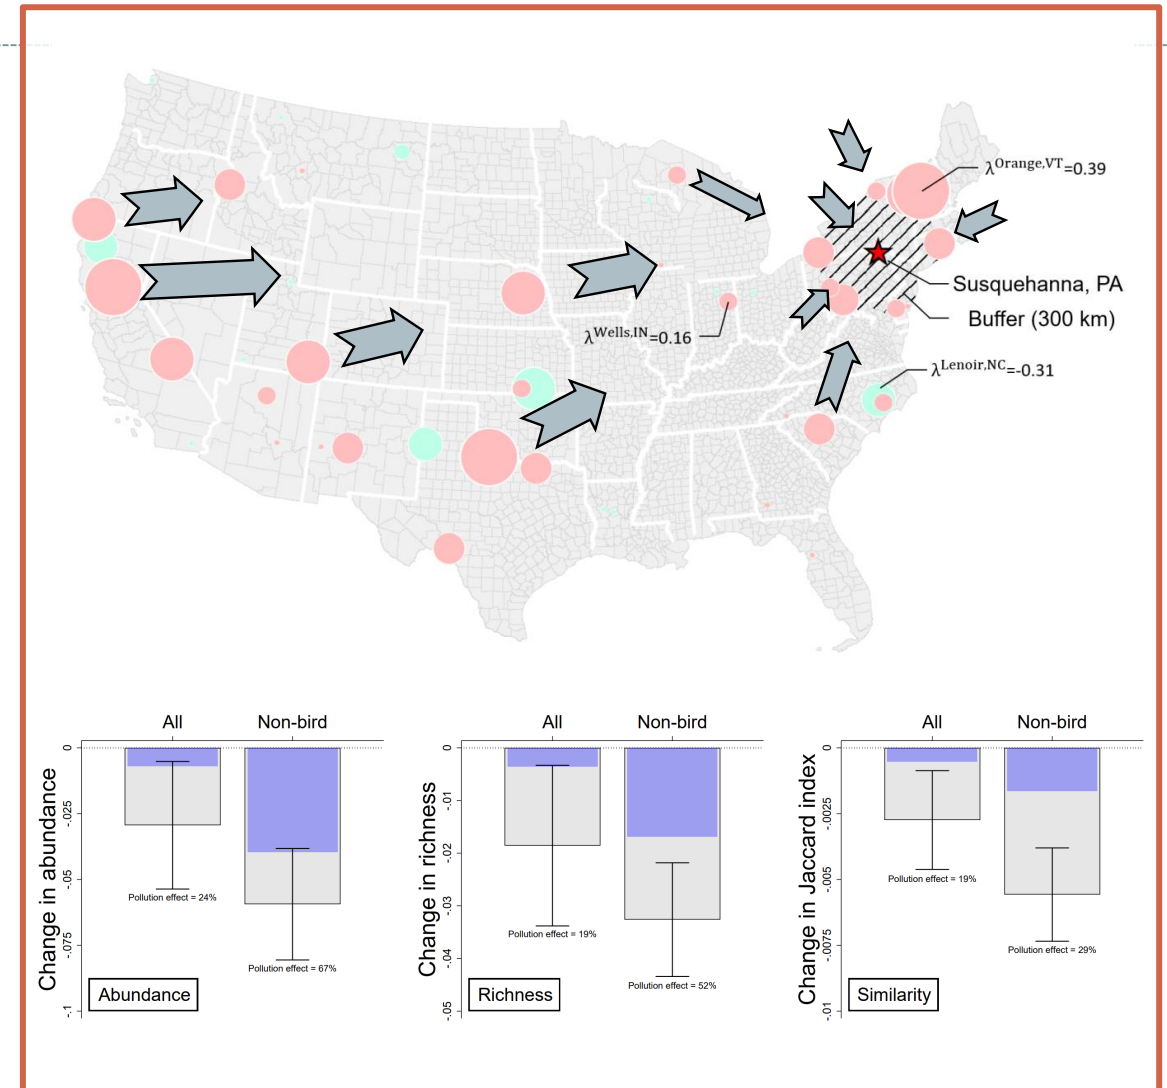 λOrange,VT=0.39
Susquehanna, PA
Buffer (300 km)
λWells,IN=0.16
λLenoir,NC=-0.31
All
Non-bird
Change in abundance
0
-.025
-.05
-.075
-.1
Pollution effect = 24%
Pollution effect = 67%
Abundance
All
Non-bird
Change in richness
0
-.01
-.02
-.03
-.04
-.05
Pollution effect = 19%
Pollution effect = 52%
Richness
All
Non-bird
Change in Jaccard index
0
-.0025
-.005
-.0075
-.01
Pollution effect = 19%
Pollution effect = 29%
Similarity